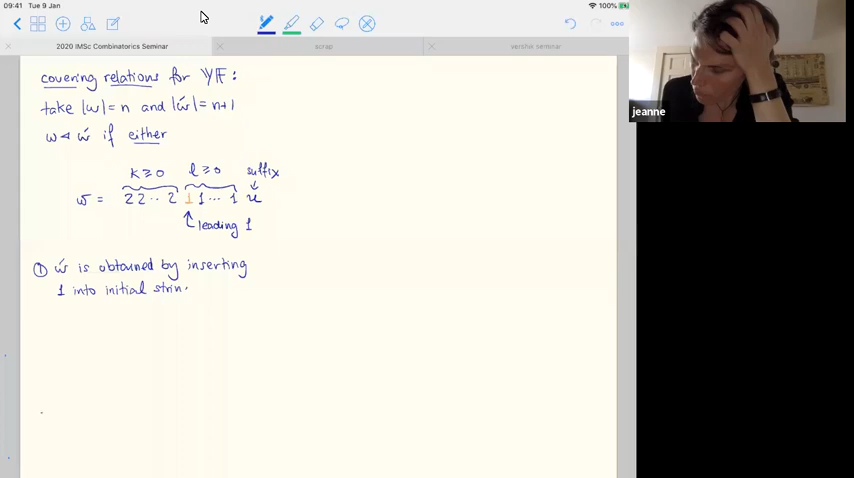 09:41 Tue 9 Jan
100%
2020 IMSc Combinatorics Seminar
scrap
vershik seminar
covering relations for YF :
take |w| = n and |ẃ| = n+1
w ◁ ẃ if either
k ≥ 0 l ≥ 0 suffix
w = 22 ·· 2 1 1 ··· 1 u
leading 1
① ẃ is obtained by inserting
1 into initial strin
jeanne